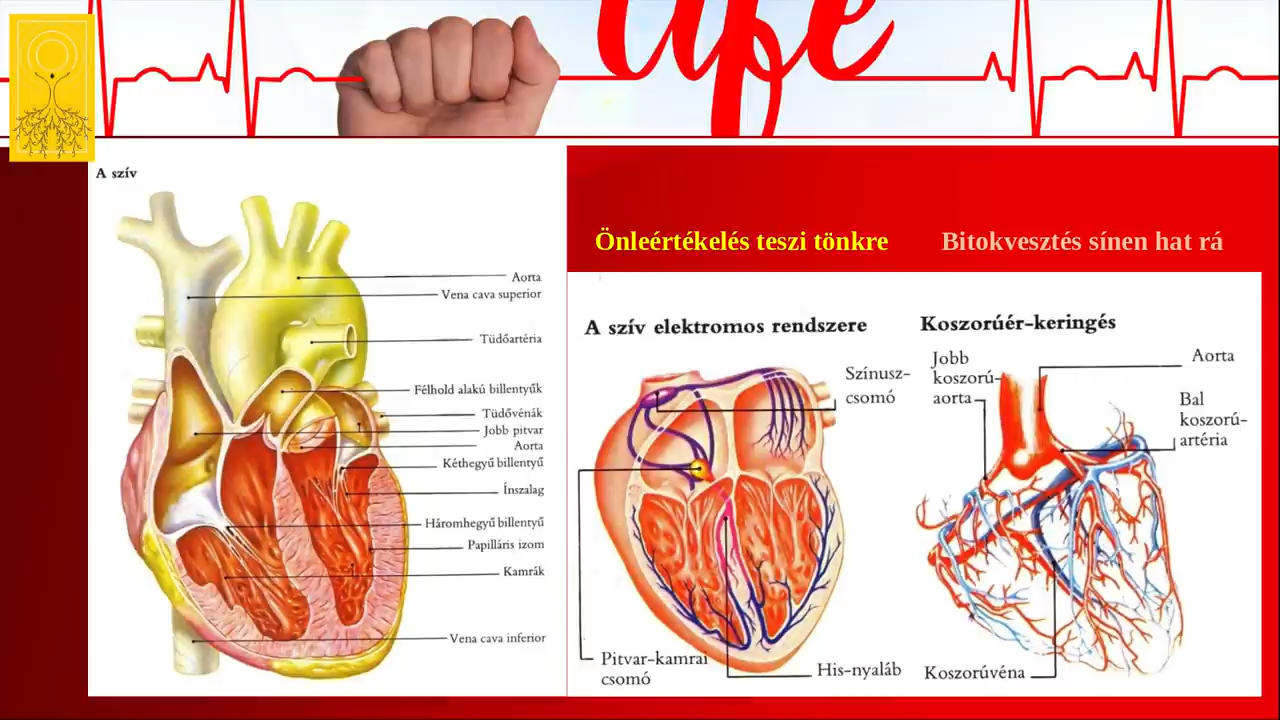 life
A szív
Aorta
Vena cava superior
Tüdőartéria
Félhold alakú billentyűk
Tüdővénák
Jobb pitvar
Aorta
Kéthegyű billentyű
Ínszalag
Háromhegyű billentyű
Papilláris izom
Kamrák
Vena cava inferior
Önleértékelés teszi tönkre
Bitokvesztés sínen hat rá
A szív elektromos rendszere
Színusz-
csomó
Pitvar-kamrai
csomó
His-nyaláb
Koszorúér-keringés
Jobb
koszorú-
aorta
Aorta
Bal
koszorú-
artéria
Koszorúvéna